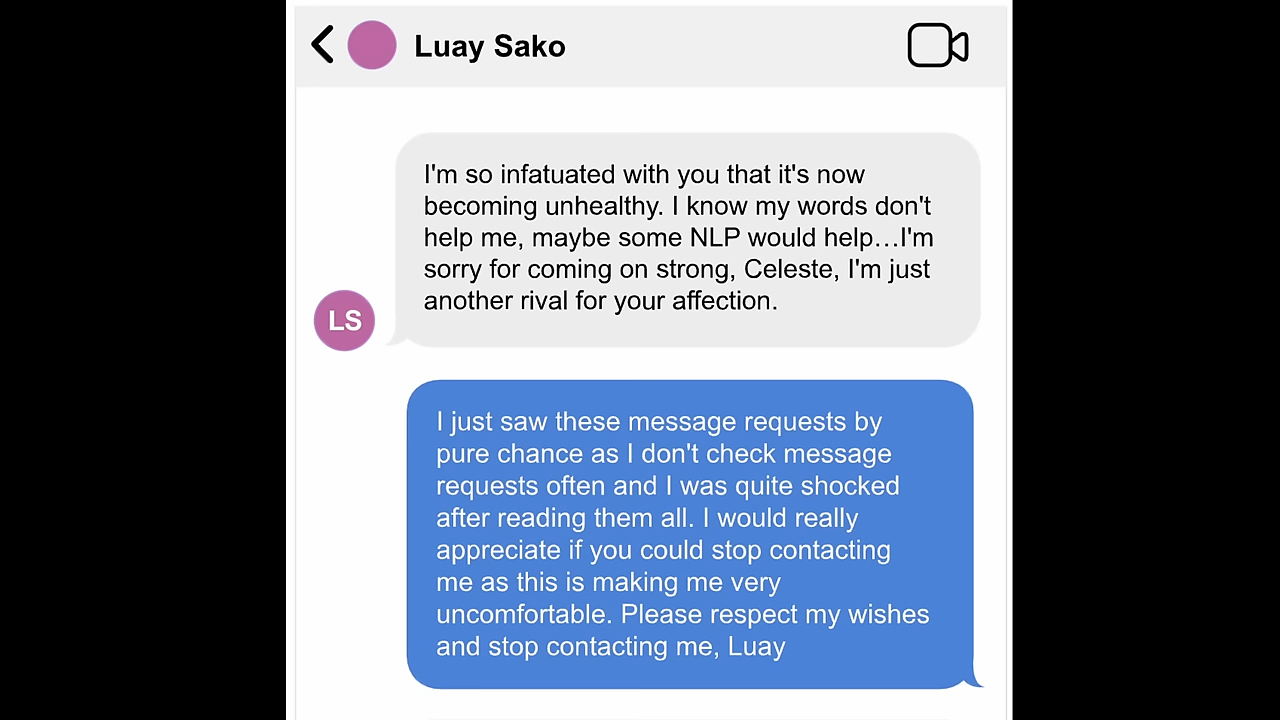 Luay Sako
I'm so infatuated with you that it's now
becoming unhealthy. I know my words don't
help me, maybe some NLP would help…I'm
sorry for coming on strong, Celeste, I'm just
another rival for your affection.
LS
I just saw these message requests by
pure chance as I don't check message
requests often and I was quite shocked
after reading them all. I would really
appreciate if you could stop contacting
me as this is making me very
uncomfortable. Please respect my wishes
and stop contacting me, Luay